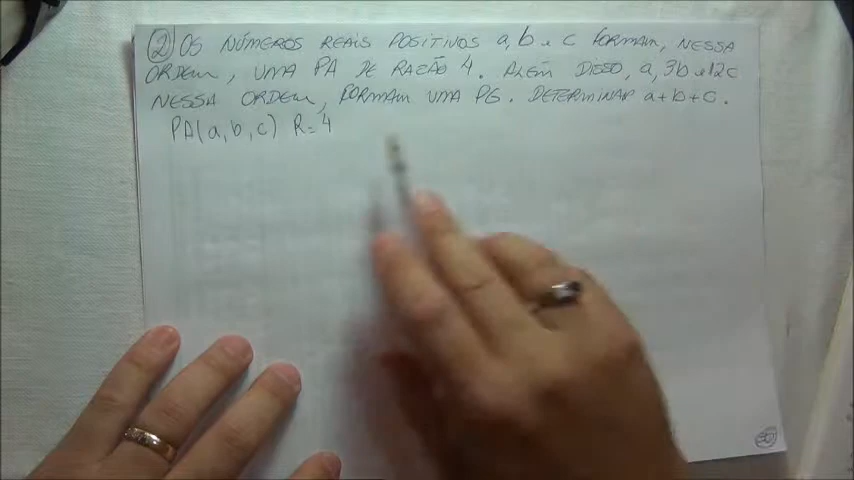 ② OS NÚMEROS REAIS POSITIVOS a, b e c FORMAM, NESSA
ORDEM, UMA PA DE RAZÃO 4. ALÉM DISSO, a, 3b e 12c
NESSA ORDEM, FORMAM UMA PG. DETERMINAR a+b+c.
PA(a, b, c) R=4